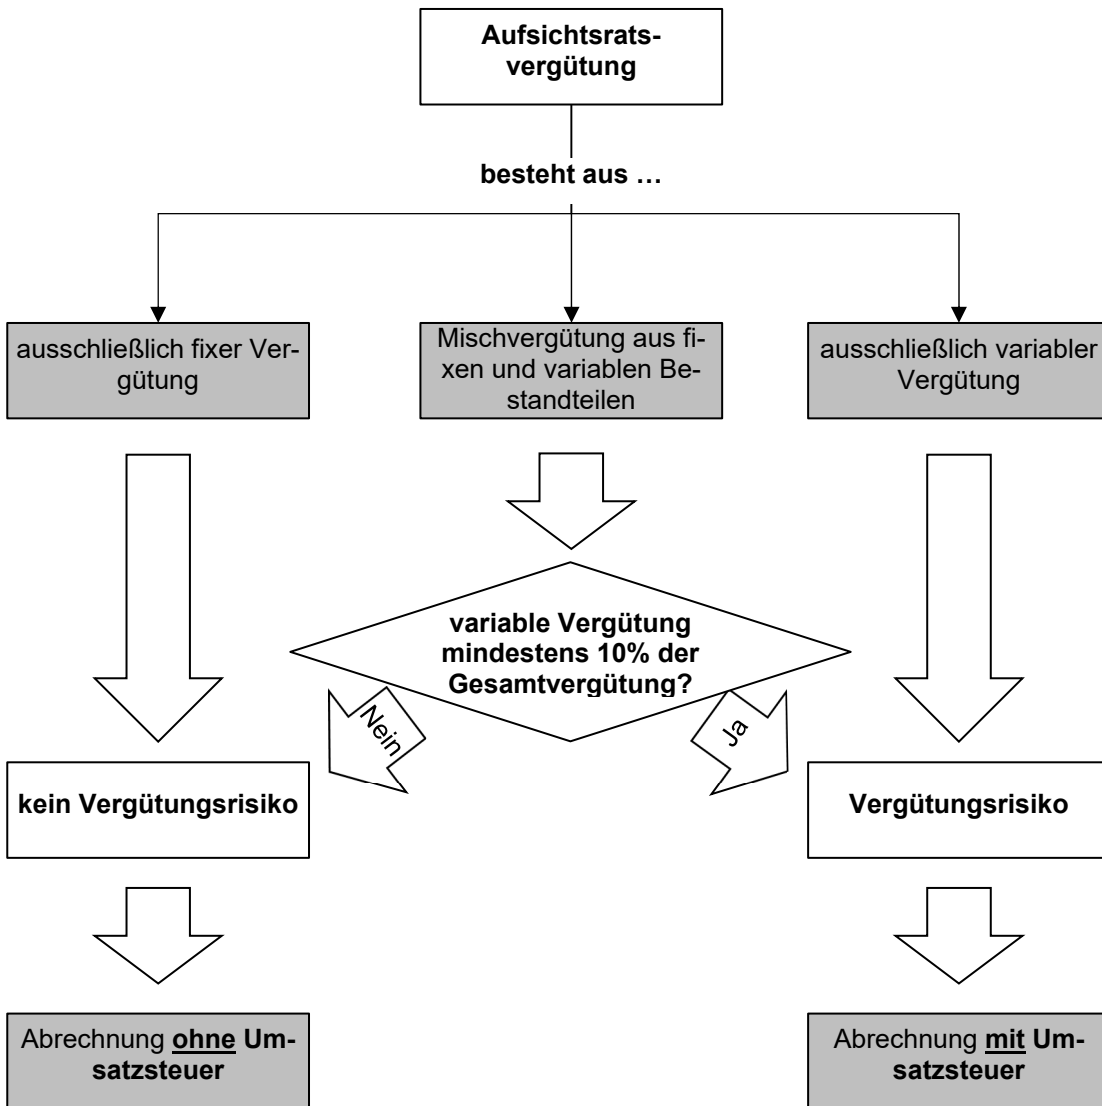 Aufsichtsrats-
vergütung
besteht aus …
ausschließlich fixer Ver-
gütung
Mischvergütung aus fi-
xen und variablen Be-
standteilen
ausschließlich variabler
Vergütung
variable Vergütung
mindestens 10% der
Gesamtvergütung?
Nein
Ja
kein Vergütungsrisiko
Vergütungsrisiko
Abrechnung ohne Um-
satzsteuer
Abrechnung mit Um-
satzsteuer